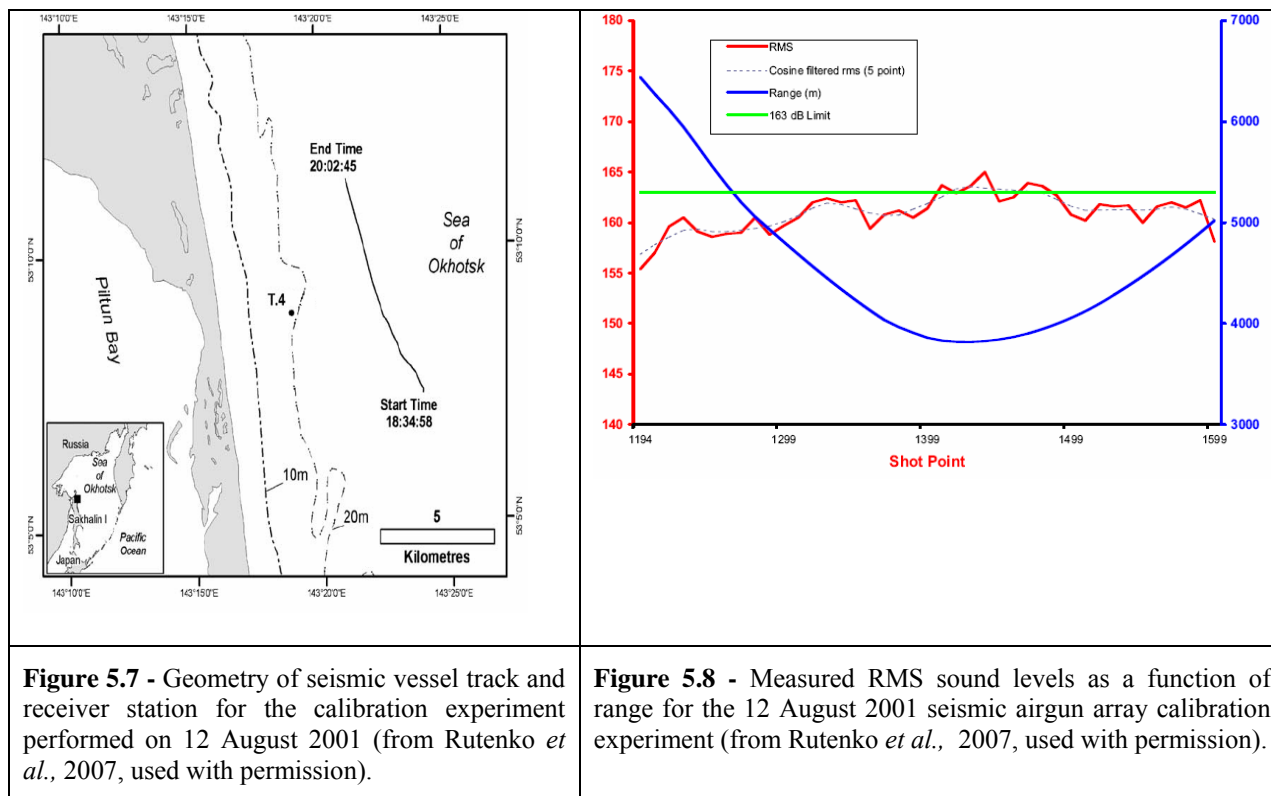 143°10'0"E
143°15'0"E
143°20'0"E
143°25'0"E
End Time
20:02:45
Sea
of
Okhotsk
53°10'0"N
53°10'0"N
T.4
Piltun Bay
Start Time
18:34:58
10m
20m
53°5'0"N
53°5'0"N
5
Kilometres
Russia
Sea
of
Okhotsk
Sakhalin I
Pacific
Ocean
Japan
143°10'0"E
143°15'0"E
143°20'0"E
143°25'0"E
180
175
170
165
160
155
150
145
140
RMS
Cosine filtered rms (5 point)
Range (m)
163 dB Limit
7000
6000
5000
4000
3000
1194
1299
1399
1499
1599
Shot Point
Figure 5.7 - Geometry of seismic vessel track and
receiver station for the calibration experiment
performed on 12 August 2001 (from Rutenko et
al., 2007, used with permission).
Figure 5.8 - Measured RMS sound levels as a function of
range for the 12 August 2001 seismic airgun array calibration
experiment (from Rutenko et al., 2007, used with permission).